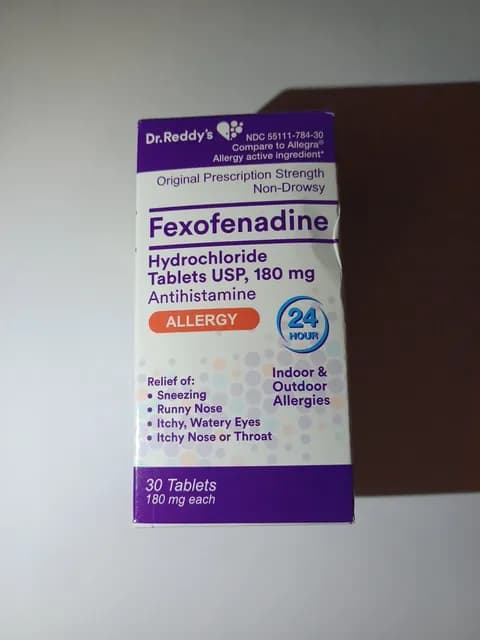 Dr.Reddy's
NDC 55111-784-30
Compare to Allegra®
Allergy active ingredient*
Original Prescription Strength
Non-Drowsy
Fexofenadine
Hydrochloride
Tablets USP, 180 mg
Antihistamine
ALLERGY
24
HOUR
Indoor &
Outdoor
Allergies
Relief of:
• Sneezing
• Runny Nose
• Itchy, Watery Eyes
• Itchy Nose or Throat
30 Tablets
180 mg each